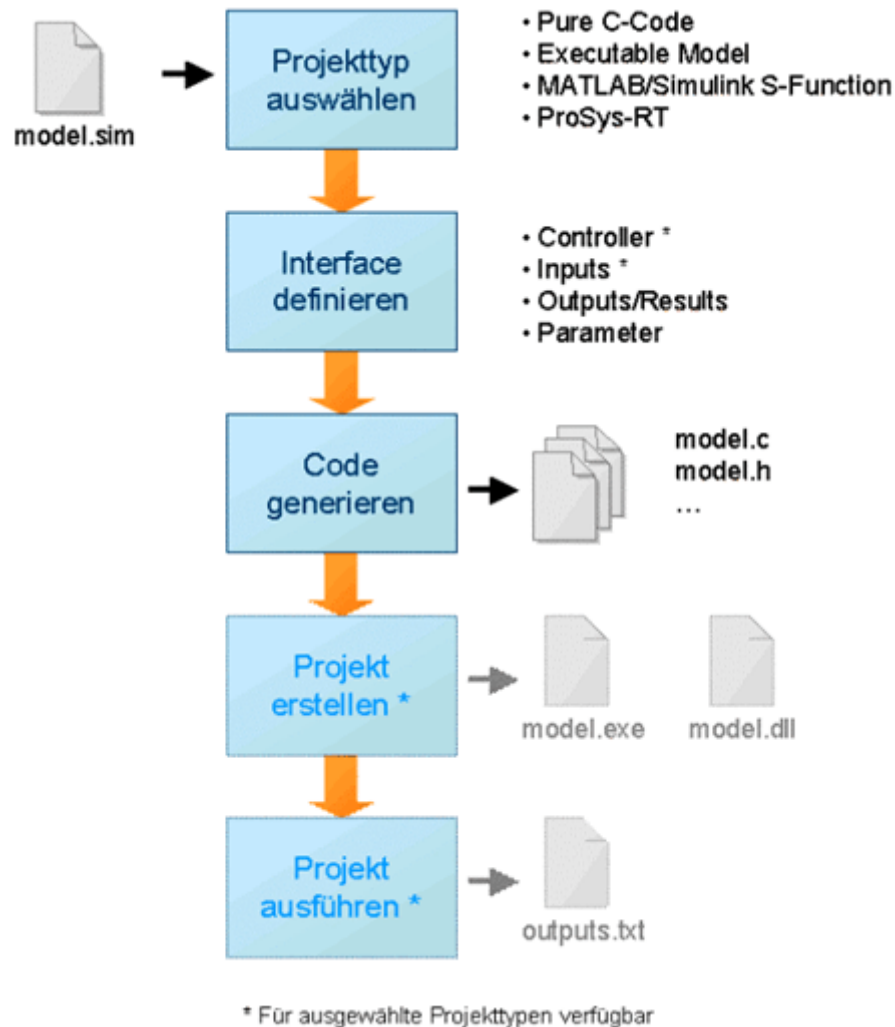 model.sim
Projekttyp
auswählen
• Pure C-Code
• Executable Model
• MATLAB/Simulink S-Function
• ProSys-RT
Interface
definieren
• Controller *
• Inputs *
• Outputs/Results
• Parameter
Code
generieren
model.c
model.h
...
Projekt
erstellen *
model.exe
model.dll
Projekt
ausführen *
outputs.txt
* Für ausgewählte Projekttypen verfügbar